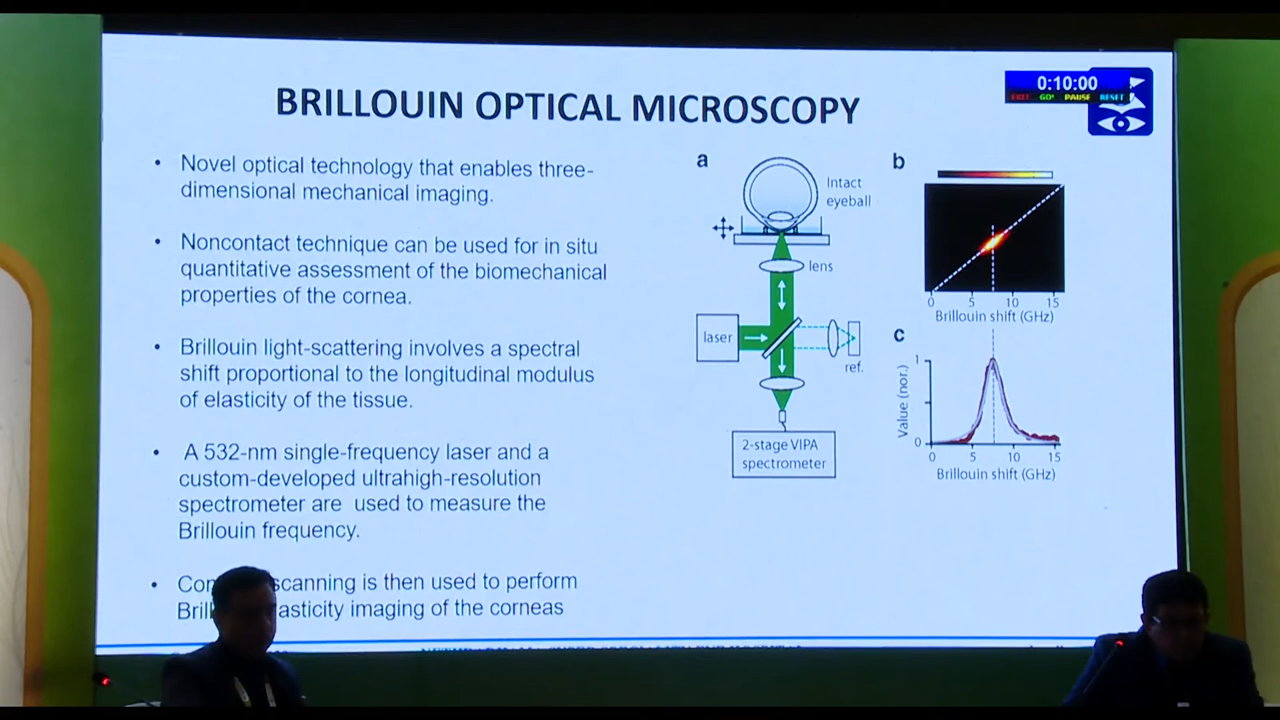 BRILLOUIN OPTICAL MICROSCOPY
0:10:00
EXIT GO! PAUSE RESET
• Novel optical technology that enables three-
dimensional mechanical imaging.
• Noncontact technique can be used for in situ
quantitative assessment of the biomechanical
properties of the cornea.
• Brillouin light-scattering involves a spectral
shift proportional to the longitudinal modulus
of elasticity of the tissue.
• A 532-nm single-frequency laser and a
custom-developed ultrahigh-resolution
spectrometer are used to measure the
Brillouin frequency.
• scanning is then used to perform
imaging of the corneas
a
Intact
eyeball
lens
laser
ref.
2-stage VIPA
spectrometer
b
0 5 10 15
Brillouin shift (GHz)
c
Value (nor.)
1
0
0 5 10 15
Brillouin shift (GHz)